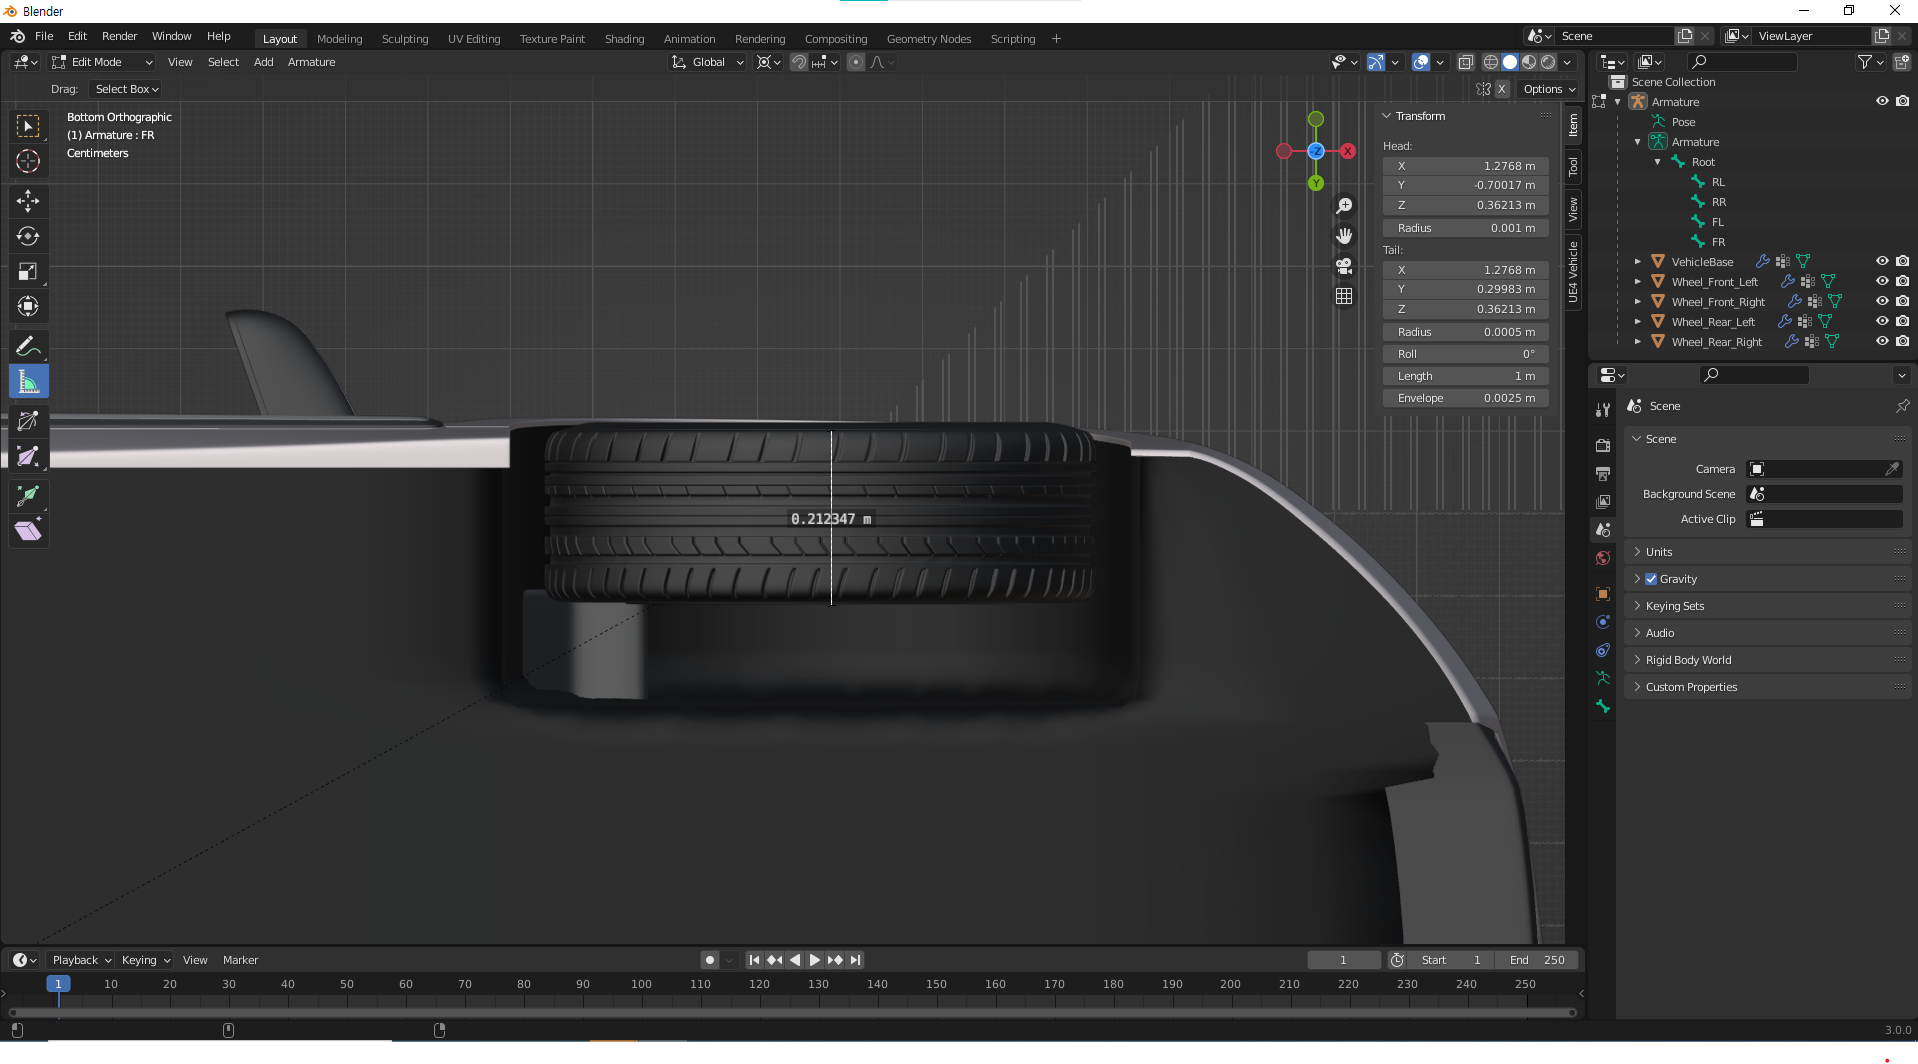 Blender
File Edit Render Window Help
Layout Modeling Sculpting UV Editing Texture Paint Shading Animation Rendering Compositing Geometry Nodes Scripting +
Scene
ViewLayer
Edit Mode View Select Add Armature
Global
Drag: Select Box
X Options
Bottom Orthographic
(1) Armature : FR
Centimeters
-Z X
Y
Transform
Head:
X 1.2768 m
Y -0.70017 m
Z 0.36213 m
Radius 0.001 m
Tail:
X 1.2768 m
Y 0.29983 m
Z 0.36213 m
Radius 0.0005 m
Roll 0°
Length 1 m
Envelope 0.0025 m
Item
Tool
View
UE4 Vehicle
0.212347 m
Scene Collection
Armature
Pose
Armature
Root
RL
RR
FL
FR
VehicleBase
Wheel_Front_Left
Wheel_Front_Right
Wheel_Rear_Left
Wheel_Rear_Right
Scene
Scene
Camera
Background Scene
Active Clip
Units
Gravity
Keying Sets
Audio
Rigid Body World
Custom Properties
Playback Keying View Marker
1 Start 1 End 250
1 10 20 30 40 50 60 70 80 90 100 110 120 130 140 150 160 170 180 190 200 210 220 230 240 250
3.0.0